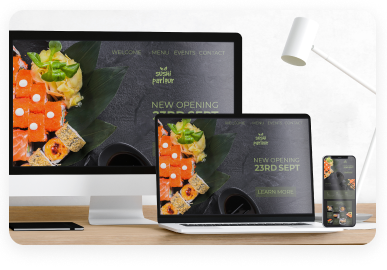 WELCOME MENU EVENTS CONTACT
sushi
parlour
NEW OPENING
23RD SEPT
sushi
parlour
NEW OPENING
23RD SEPT
LEARN MORE